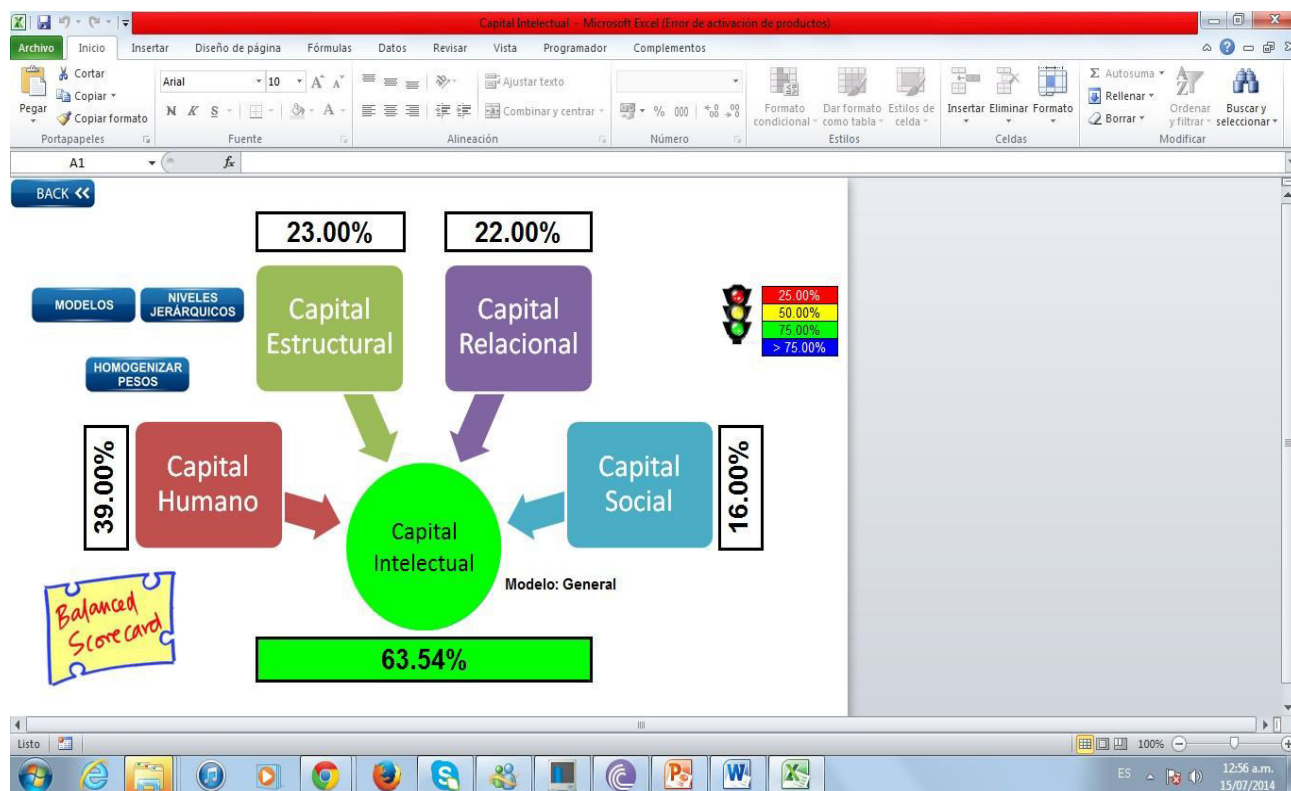 Capital Intelectual - Microsoft Excel (Error de activación de productos)
Archivo Inicio Insertar Diseño de página Fórmulas Datos Revisar Vista Programador Complementos
Pegar
Cortar
Copiar
Copiar formato
Portapapeles
Arial 10
N K S
Fuente
Ajustar texto
Combinar y centrar
Alineación
% 000
Número
Formato condicional
Dar formato como tabla
Estilos de celda
Estilos
Insertar Eliminar Formato
Celdas
Σ Autosuma
Rellenar
Borrar
Ordenar y filtrar
Buscar y seleccionar
Modificar
A1 fx
BACK <<
23.00% 22.00%
MODELOS
NIVELES
JERÁRQUICOS
HOMOGENIZAR
PESOS
Capital
Estructural
Capital
Relacional
25.00%
50.00%
75.00%
> 75.00%
39.00%
Capital
Humano
Capital
Social
16.00%
Capital
Intelectual
Modelo: General
Balanced
Scorecard
63.54%
Listo 100%
ES 12:56 a.m.
15/07/2014